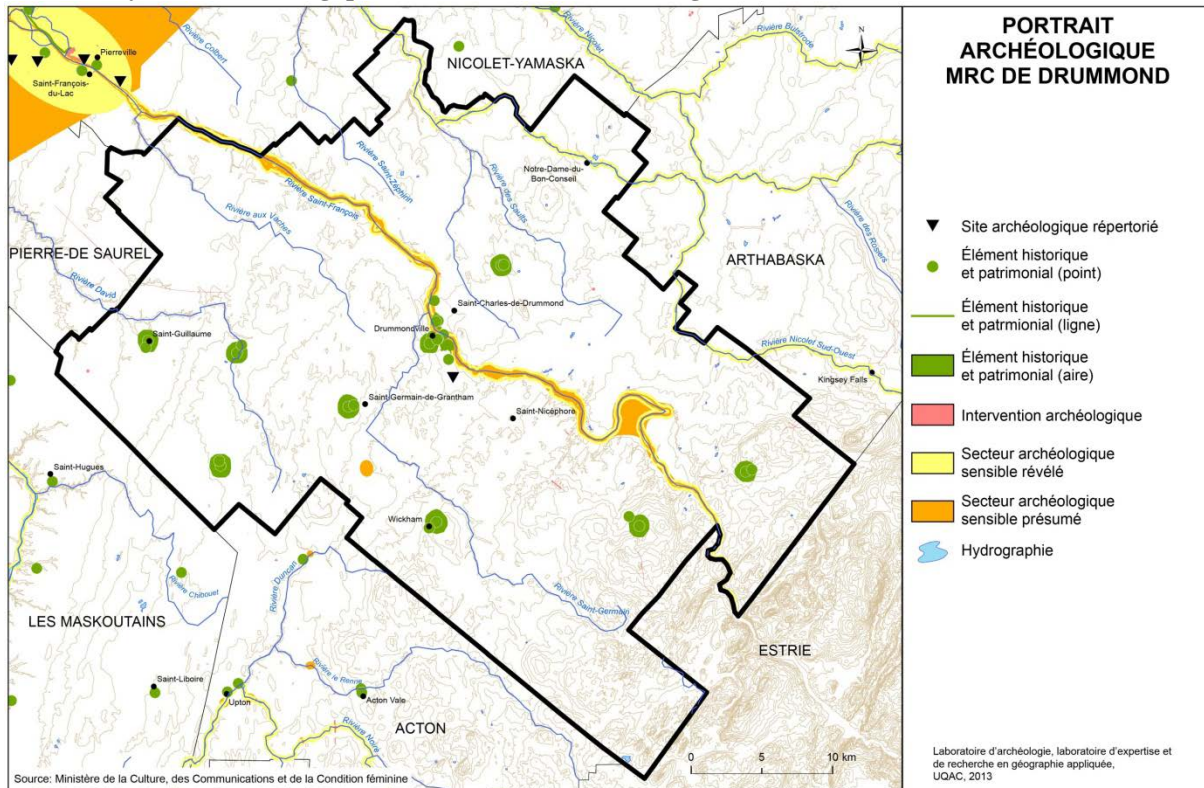 PORTRAIT
ARCHÉOLOGIQUE
MRC DE DRUMMOND
Site archéologique répertorié
Élément historique
et patrimonial (point)
Élément historique
et patrmionial (ligne)
Élément historique
et patrimonial (aire)
Intervention archéologique
Secteur archéologique
sensible révélé
Secteur archéologique
sensible présumé
Hydrographie
Laboratoire d'archéologie, laboratoire d'expertise et
de recherche en géographie appliquée,
UQAC, 2013
Pierreville
Saint-François-
du-Lac
Rivière Colbert
NICOLET-YAMASKA
Rivière Nicolet
Rivière Bulstrode
N
Notre-Dame-du-
Bon-Conseil
Rivière Saint-Zéphirin
Rivière des Saults
Rivière Saint-François
Rivière aux Vaches
Rivière des Rosiers
PIERRE-DE SAUREL
ARTHABASKA
Rivière David
Saint-Charles-de-Drummond
Saint-Guillaume
Drummondville
Rivière Nicolet Sud-Ouest
Kingsey Falls
Saint-Germain-de-Grantham
Saint-Nicéphore
Saint-Hugues
Wickham
Rivière Duncan
Rivière Chibouet
Rivière Saint-Germain
LES MASKOUTAINS
ESTRIE
Saint-Liboire
Rivière le Renne
Upton
Acton Vale
ACTON
Rivière Noire
0 5 10 km
Source: Ministère de la Culture, des Communications et de la Condition féminine